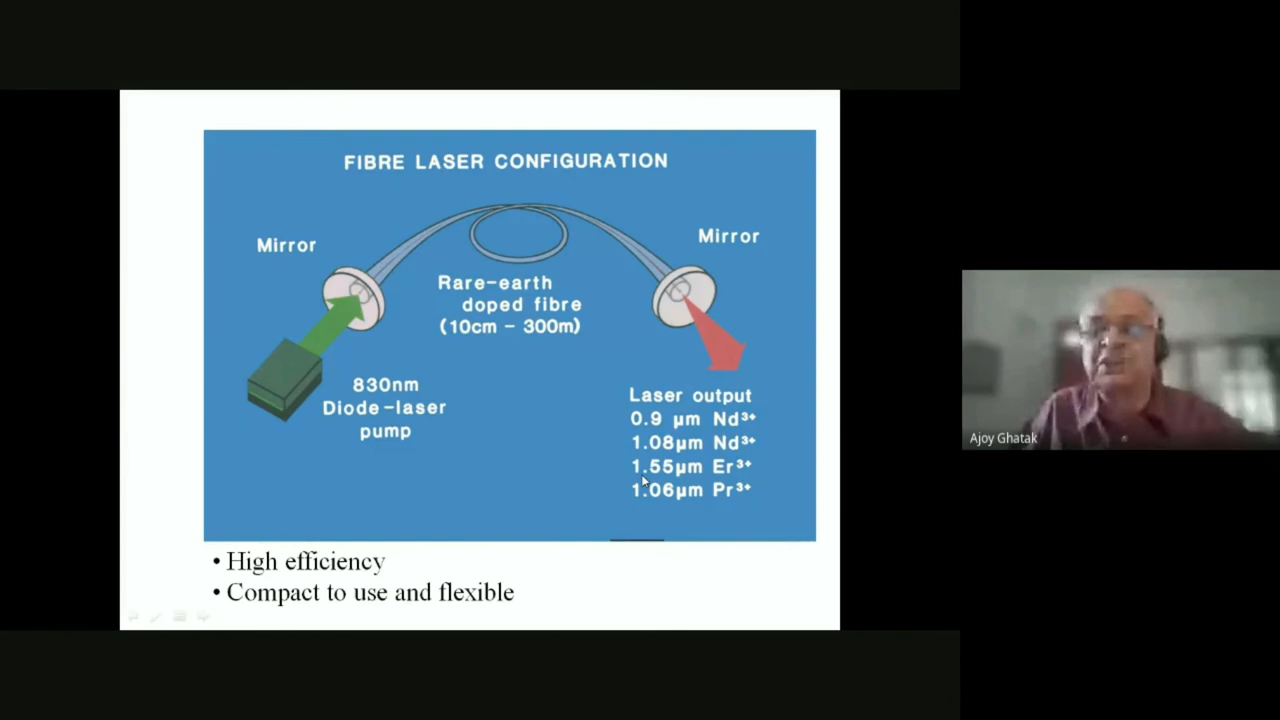 FIBRE LASER CONFIGURATION
Mirror
Mirror
Rare-earth
doped fibre
(10cm - 300m)
830nm
Diode-laser
pump
Laser output
0.9 μm Nd³⁺
1.08μm Nd³⁺
1.55μm Er³⁺
1.06μm Pr³⁺
• High efficiency
• Compact to use and flexible
Ajoy Ghatak